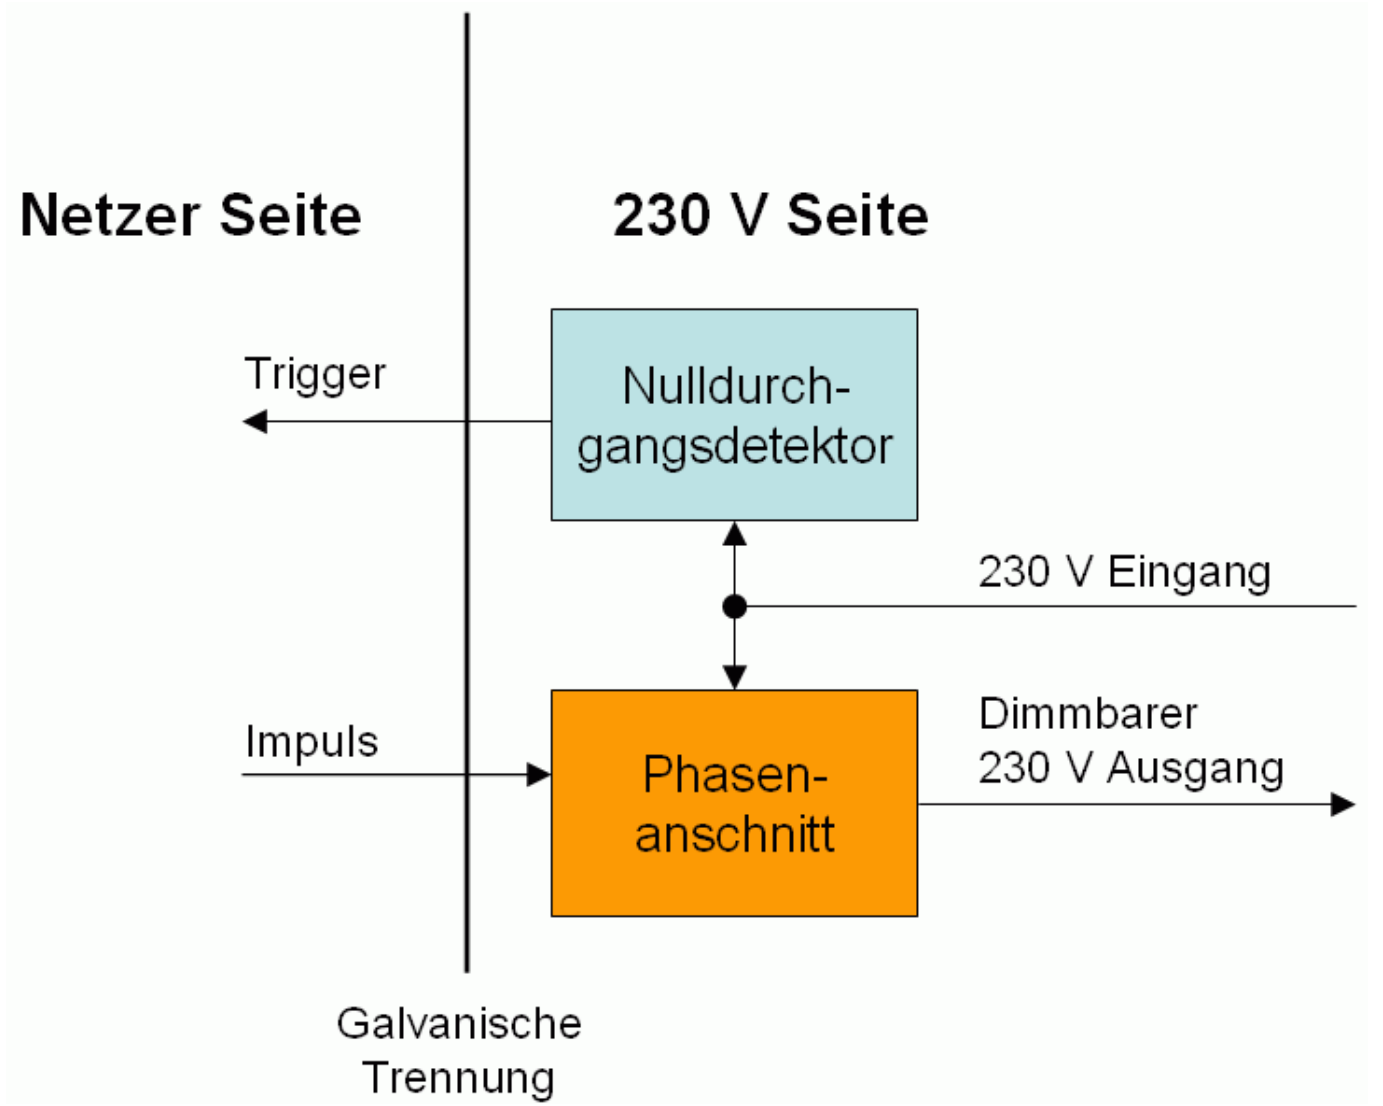 Netzer Seite
230 V Seite
Trigger
Nulldurch-
gangsdetektor
230 V Eingang
Impuls
Phasen-
anschnitt
Dimmbarer
230 V Ausgang
Galvanische
Trennung